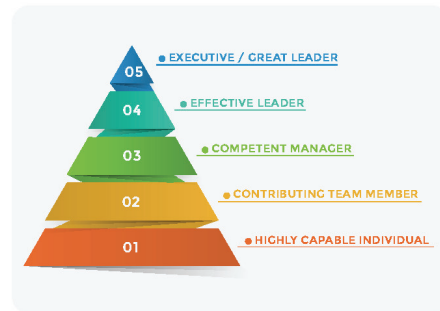 05
EXECUTIVE / GREAT LEADER
04
EFFECTIVE LEADER
03
COMPETENT MANAGER
02
CONTRIBUTING TEAM MEMBER
01
HIGHLY CAPABLE INDIVIDUAL